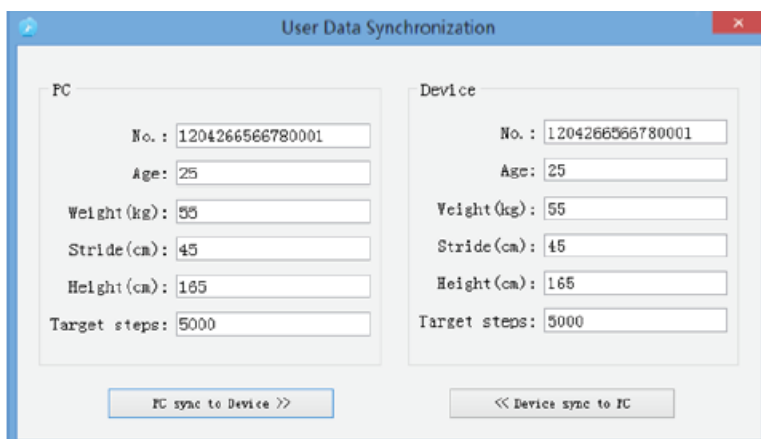 User Data Synchronization
PC
No.: 1204266566780001
Age: 25
Weight(kg): 55
Stride(cm): 45
Height(cm): 165
Target steps: 5000
PC sync to Device >>
Device
No.: 1204266566780001
Age: 25
Weight(kg): 55
Stride(cm): 45
Height(cm): 165
Target steps: 5000
<< Device sync to PC